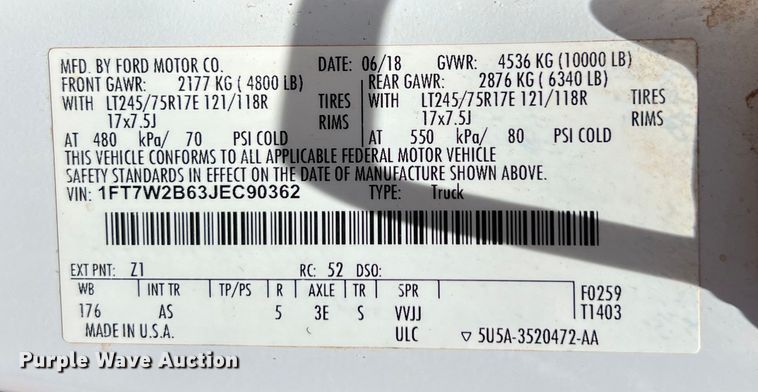 MFD. BY FORD MOTOR CO. DATE: 06/18 GVWR: 4536 KG (10000 LB)
FRONT GAWR: 2177 KG ( 4800 LB) REAR GAWR: 2876 KG ( 6340 LB)
WITH LT245/75R17E 121/118R TIRES WITH LT245/75R17E 121/118R TIRES
17x7.5J RIMS 17x7.5J RIMS
AT 480 kPa/ 70 PSI COLD AT 550 kPa/ 80 PSI COLD
THIS VEHICLE CONFORMS TO ALL APPLICABLE FEDERAL MOTOR VEHICLE
SAFETY STANDARDS IN EFFECT ON THE DATE OF MANUFACTURE SHOWN ABOVE.
VIN: 1FT7W2B63JEC90362 TYPE: Truck
EXT PNT: Z1 RC: 52 DSO:
WB INT TR TP/PS R AXLE TR SPR F0259
176 AS 5 3E S VVJJ T1403
MADE IN U.S.A. ULC ▽ 5U5A-3520472-AA
Purple Wave Auction